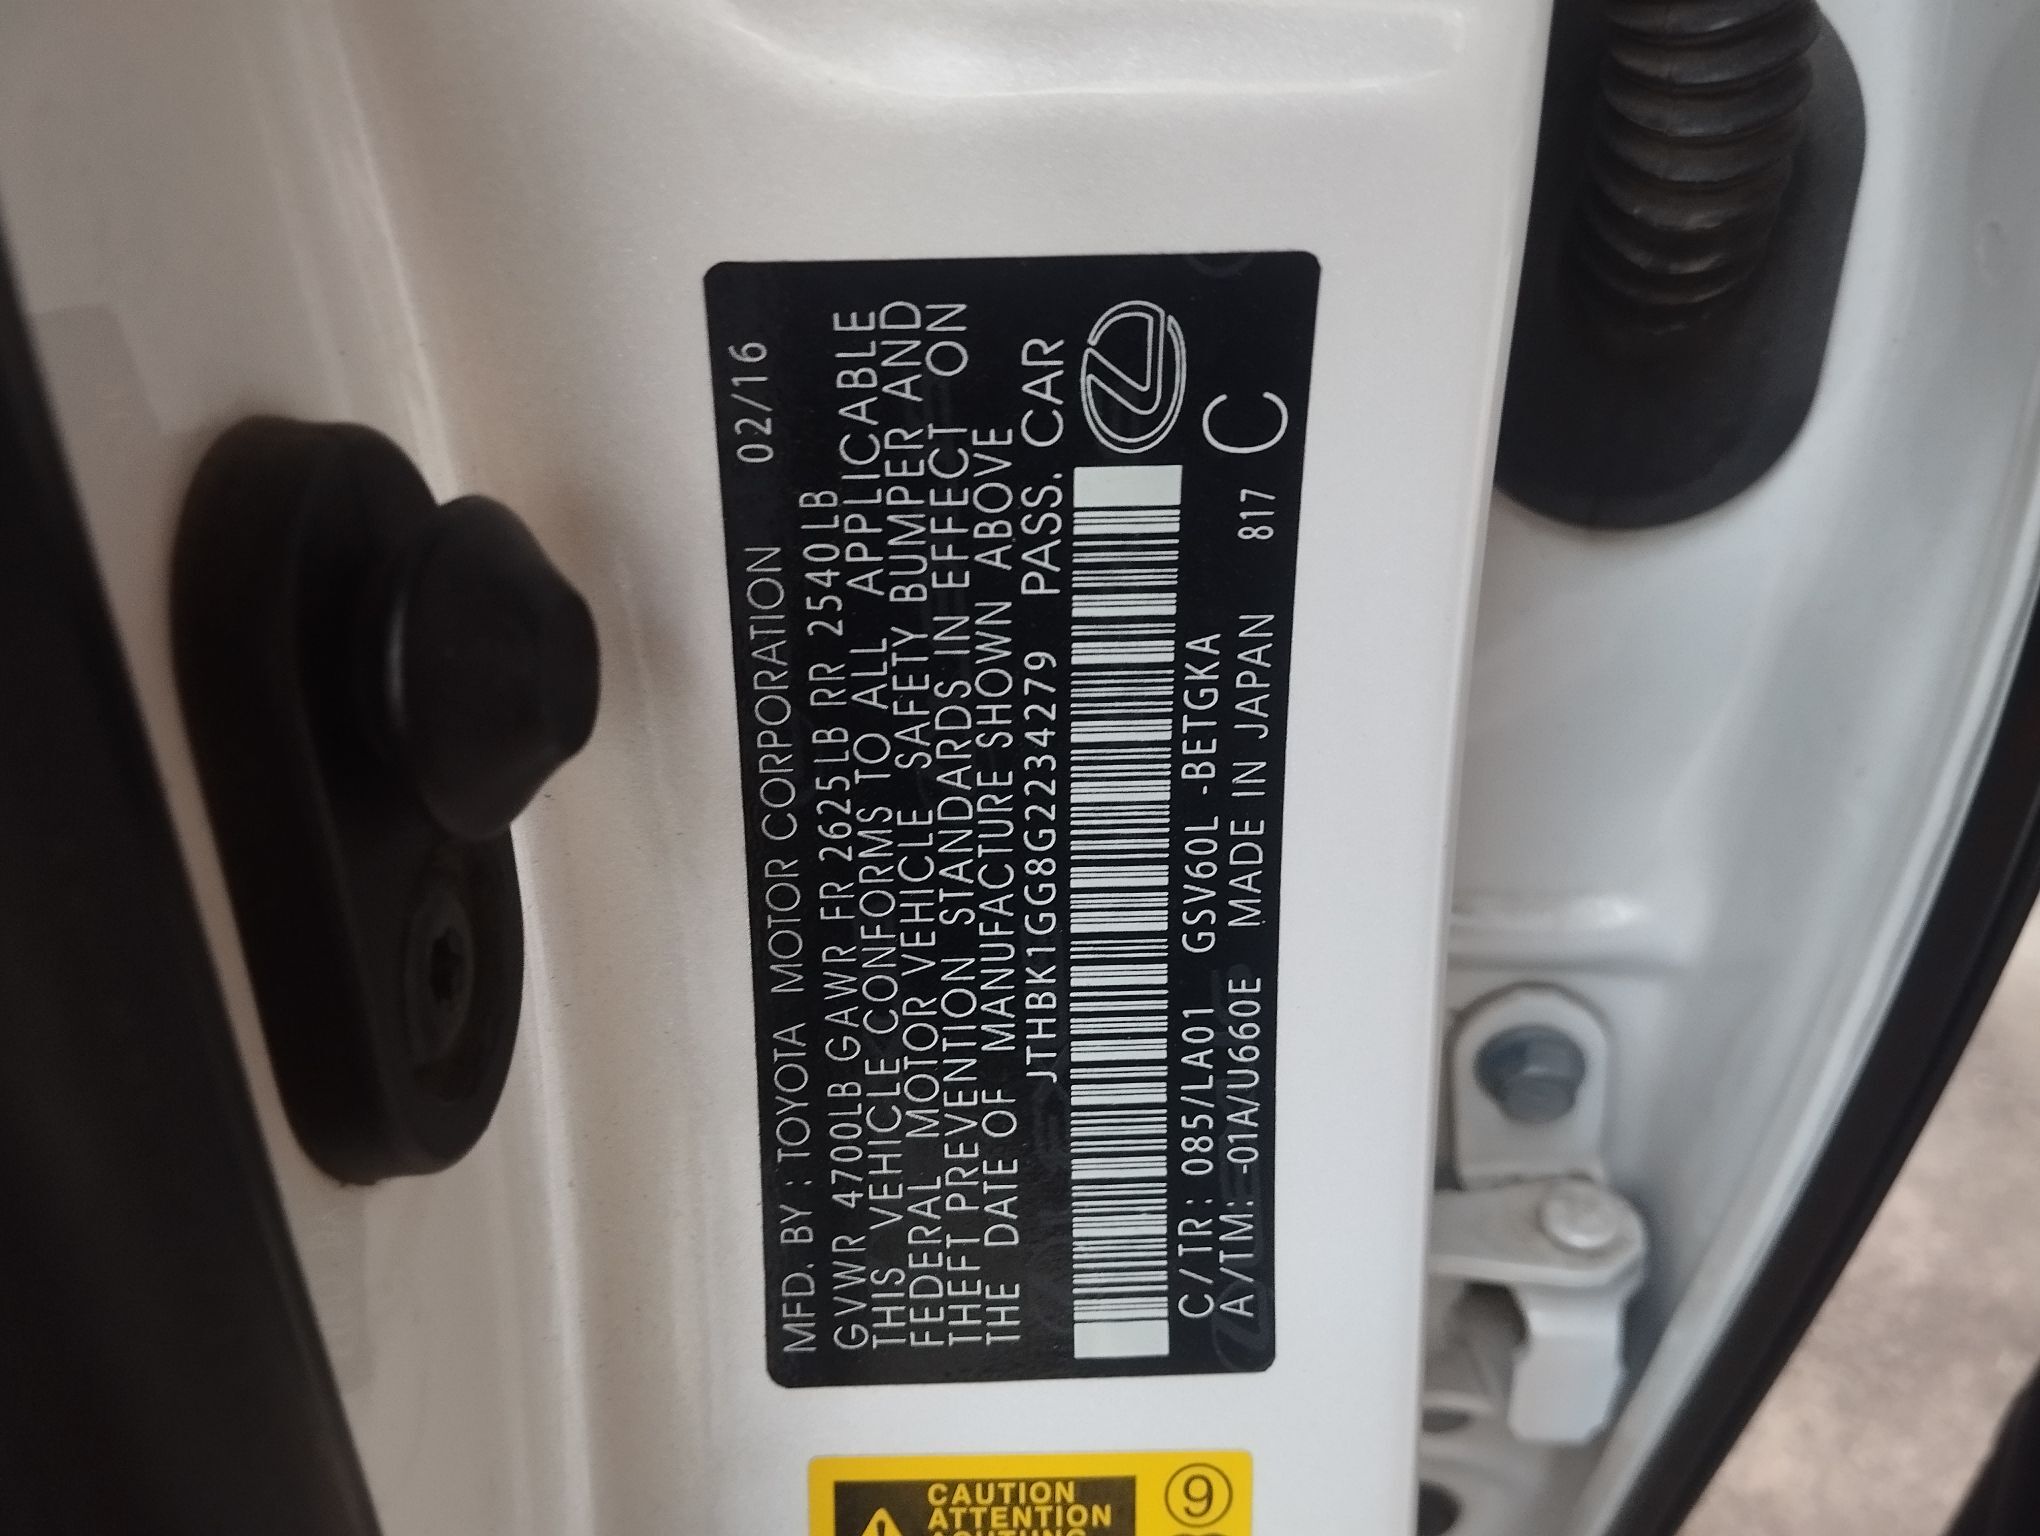 MFD. BY : TOYOTA MOTOR CORPORATION 02/16
GVWR 4700LB GAWR FR 2625LB RR 2540LB
THIS VEHICLE CONFORMS TO ALL APPLICABLE
FEDERAL MOTOR VEHICLE SAFETY BUMPER AND
THEFT PREVENTION STANDARDS IN EFFECT ON
THE DATE OF MANUFACTURE SHOWN ABOVE
JTHBK1GG8G2234279 PASS. CAR
C/TR: 085/LA01 GSV60L -BETGKA
A/TM: -01A/U660E MADE IN JAPAN 817 C
CAUTION
ATTENTION
ACHTUNG
9